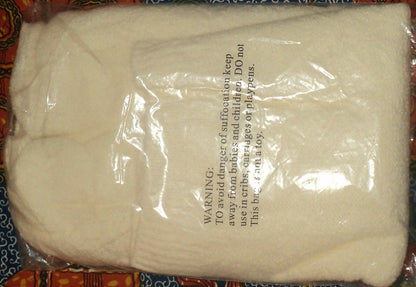 WARNING:
TO avoid danger of suffocation keep
away from babies and children. DO not
use in cribs, carriages or playpens.
This bag is not a toy.